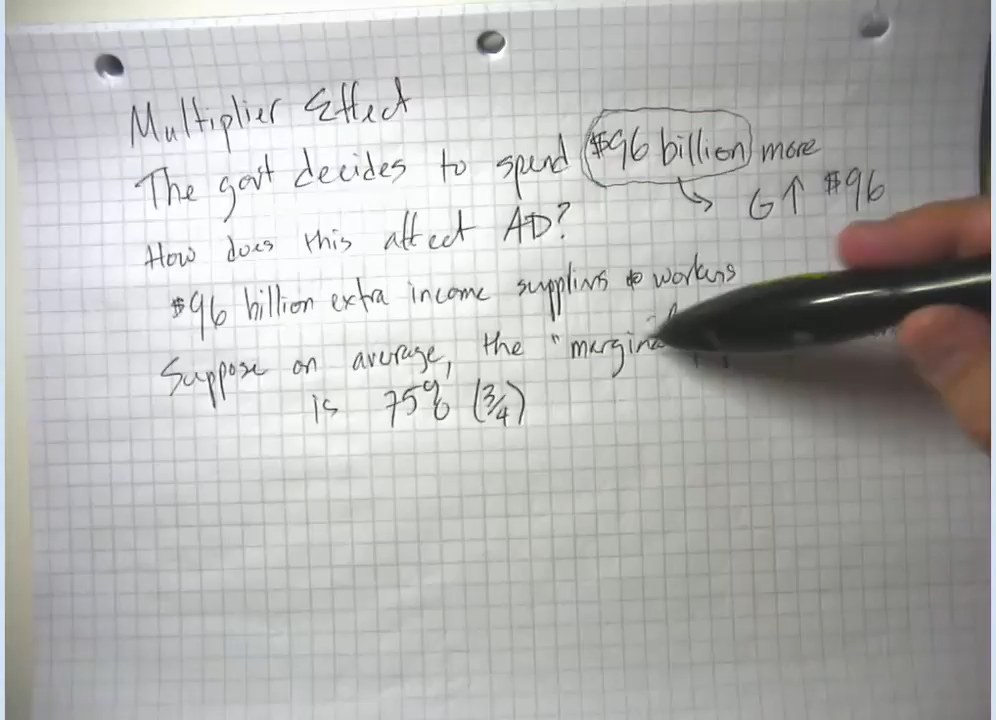 Multiplier Effect
The govt decides to spend $96 billion more
G↑ $96
How does this affect AD?
$96 billion extra income suppliers & workers
Suppose on average, the "marginal
is 75% (3/4)